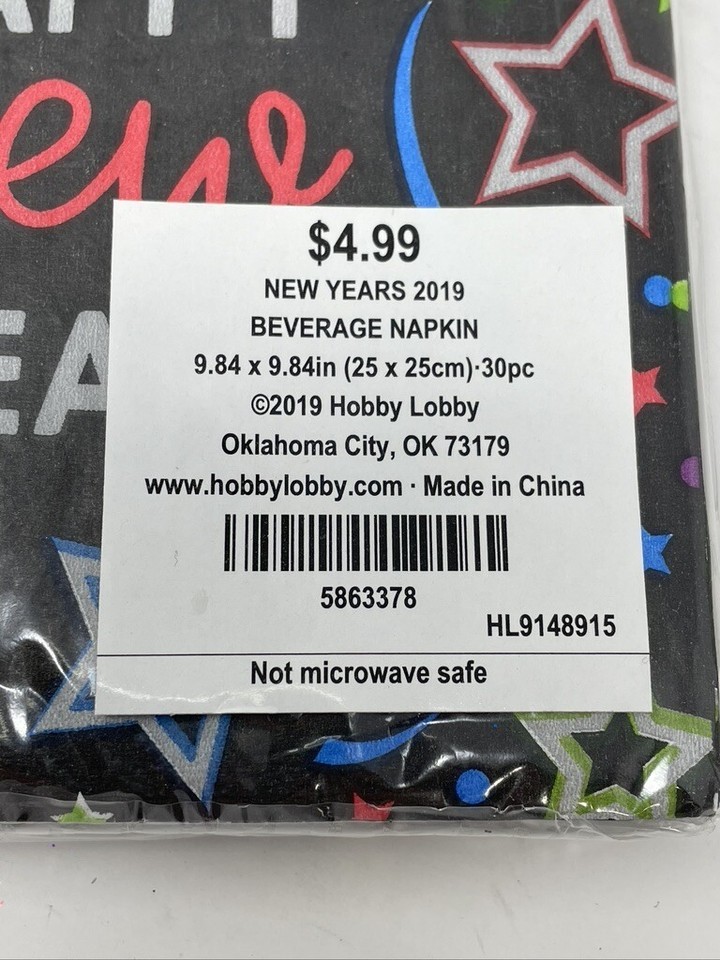 $4.99
NEW YEARS 2019
BEVERAGE NAPKIN
9.84 x 9.84in (25 x 25cm)·30pc
©2019 Hobby Lobby
Oklahoma City, OK 73179
www.hobbylobby.com · Made in China
5863378
HL9148915
Not microwave safe